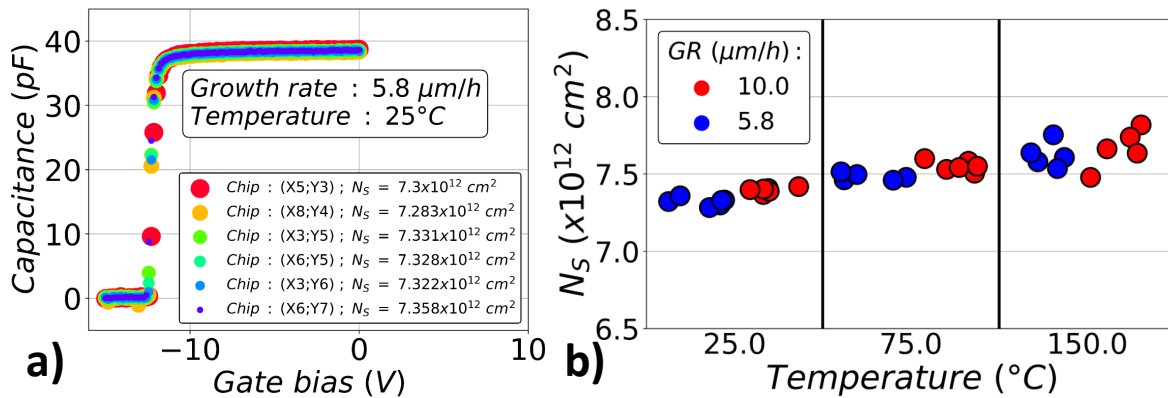 40
30
20
10
0
−10
0
10
Capacitance (pF)
Gate bias (V)
Growth rate : 5.8 μm/h
Temperature : 25°C
Chip : (X5;Y3) ; N_S = 7.3x10^12 cm^2
Chip : (X8;Y4) ; N_S = 7.283x10^12 cm^2
Chip : (X3;Y5) ; N_S = 7.331x10^12 cm^2
Chip : (X6;Y5) ; N_S = 7.328x10^12 cm^2
Chip : (X3;Y6) ; N_S = 7.322x10^12 cm^2
Chip : (X6;Y7) ; N_S = 7.358x10^12 cm^2
a)
8.5
8.0
7.5
7.0
6.5
N_S (x10^12 cm^2)
GR (μm/h) :
10.0
5.8
25.0
75.0
150.0
Temperature (°C)
b)